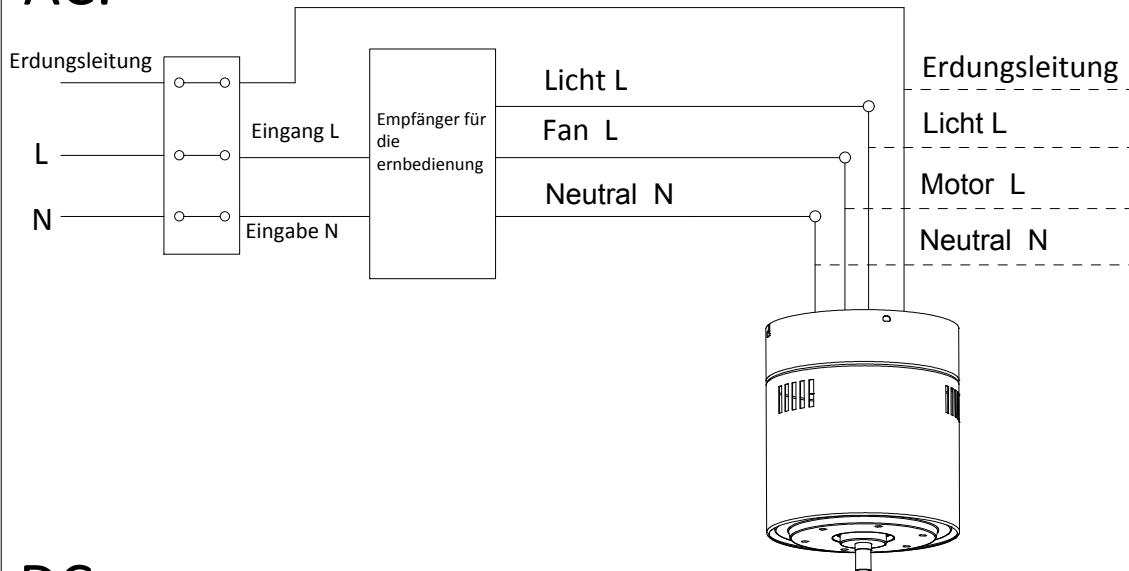 AC:
Erdungsleitung
L
N
Eingang L
Eingabe N
Empfänger für
die
ernbedienung
Licht L
Fan L
Neutral N
Erdungsleitung
Licht L
Motor L
Neutral N
DC